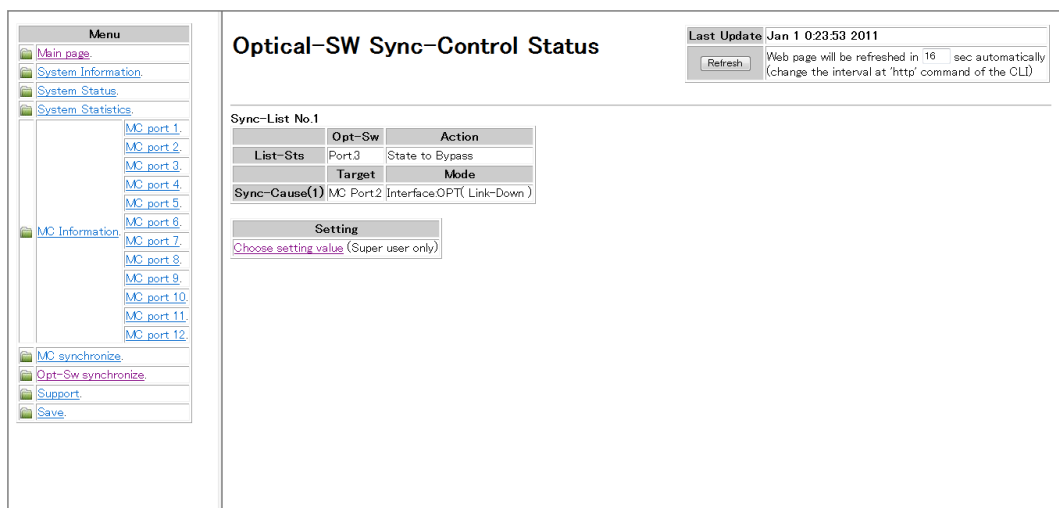 Menu
Main page.
System Information.
System Status.
System Statistics.
MC Information.
MC port 1.
MC port 2.
MC port 3.
MC port 4.
MC port 5.
MC port 6.
MC port 7.
MC port 8.
MC port 9.
MC port 10.
MC port 11.
MC port 12.
MC synchronize.
Opt-Sw synchronize.
Support.
Save.
Optical-SW Sync-Control Status
Last Update Jan 1 0:23:53 2011
Refresh
Web page will be refreshed in 16 sec automatically
(change the interval at 'http' command of the CLI)
Sync-List No.1
Opt-Sw Action
List-Sts Port.3 State to Bypass
Target Mode
Sync-Cause(1) MC Port.2 Interface:OPT( Link-Down )
Setting
Choose setting value (Super user only)